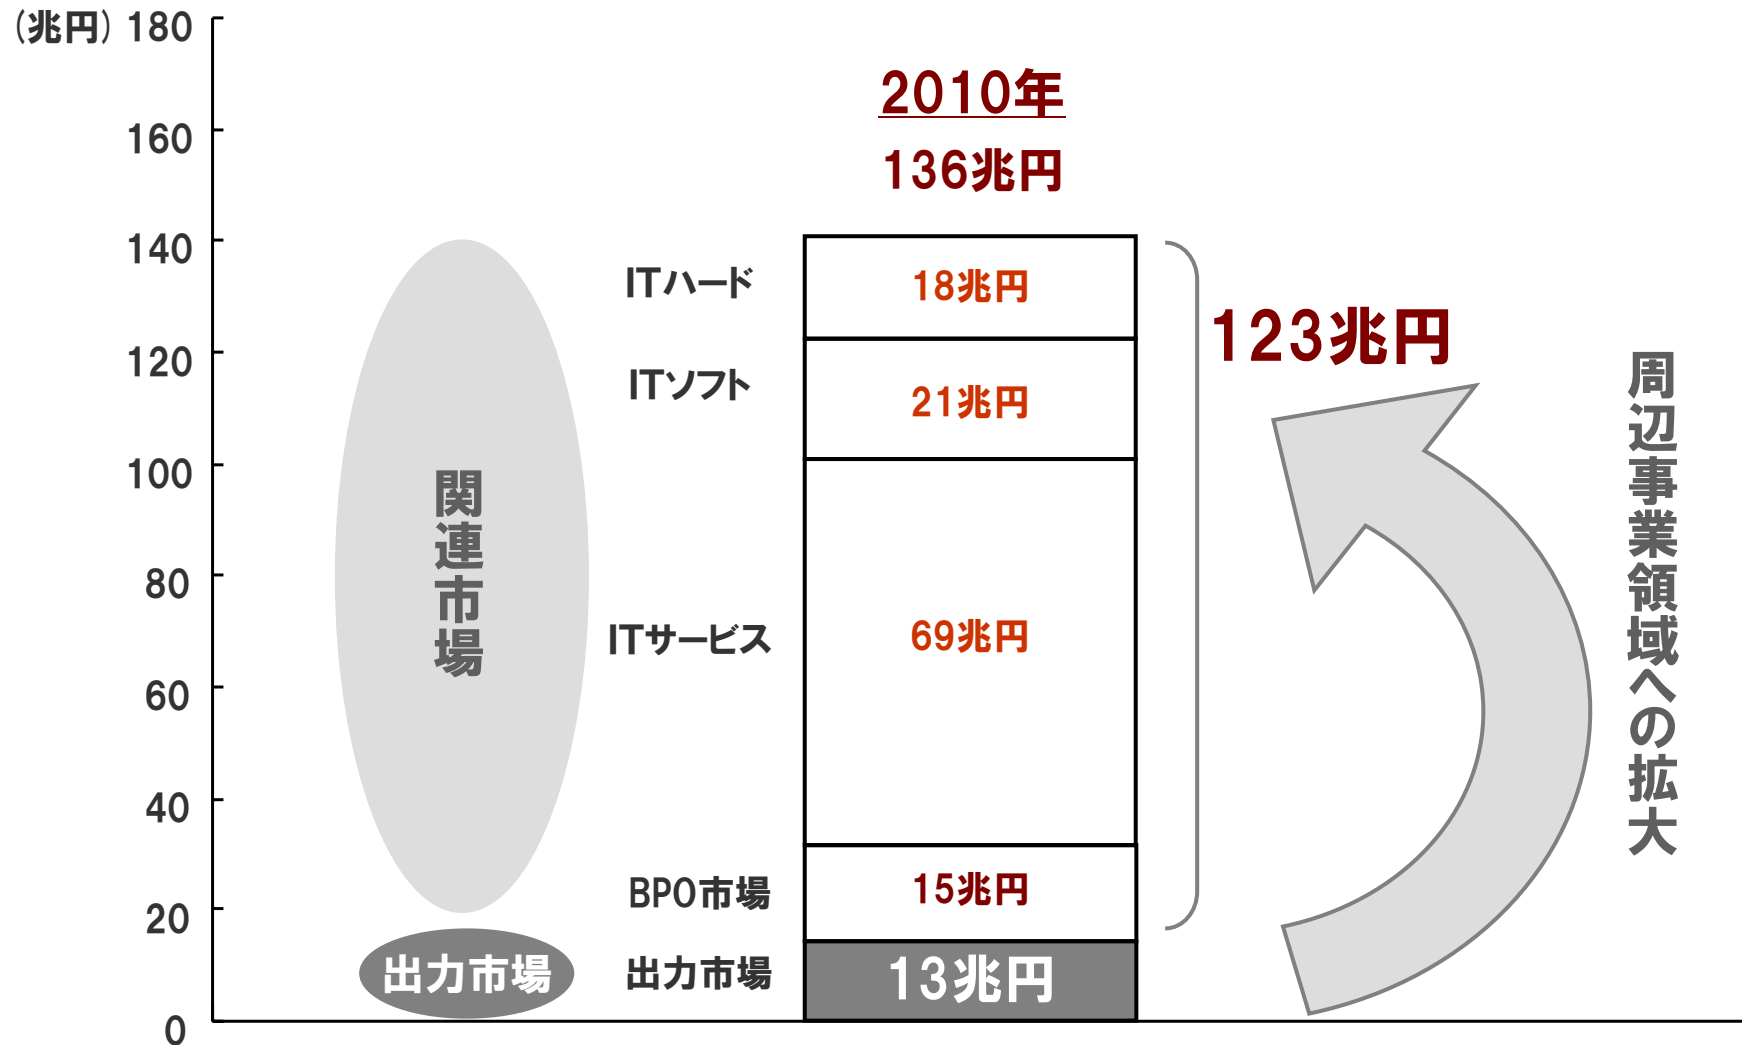 (兆円)
180
160
140
120
100
80
60
40
20
0
2010年
136兆円
関連市場
出力市場
ITハード
18兆円
ITソフト
21兆円
ITサービス
69兆円
BPO市場
15兆円
出力市場
13兆円
123兆円
周辺事業領域への拡大